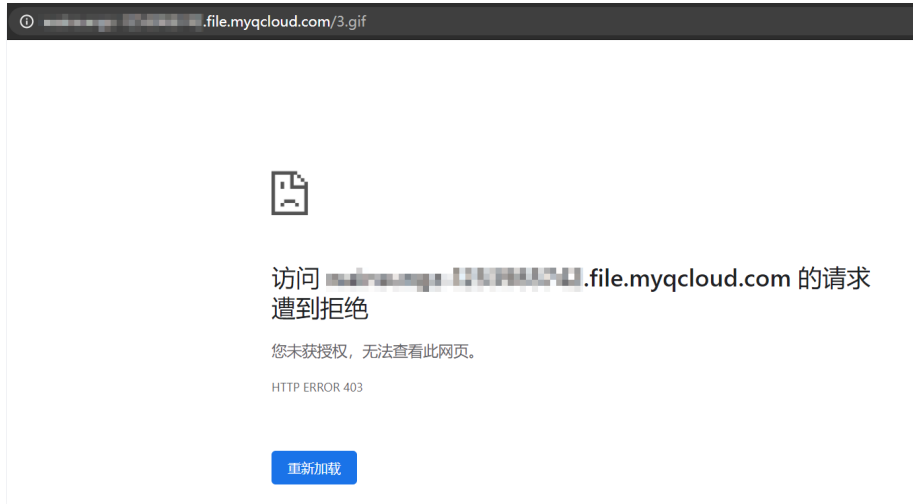 .file.myqcloud.com/3.gif
访问 .file.myqcloud.com 的请求
遭到拒绝
您未获授权，无法查看此网页。
HTTP ERROR 403
重新加载